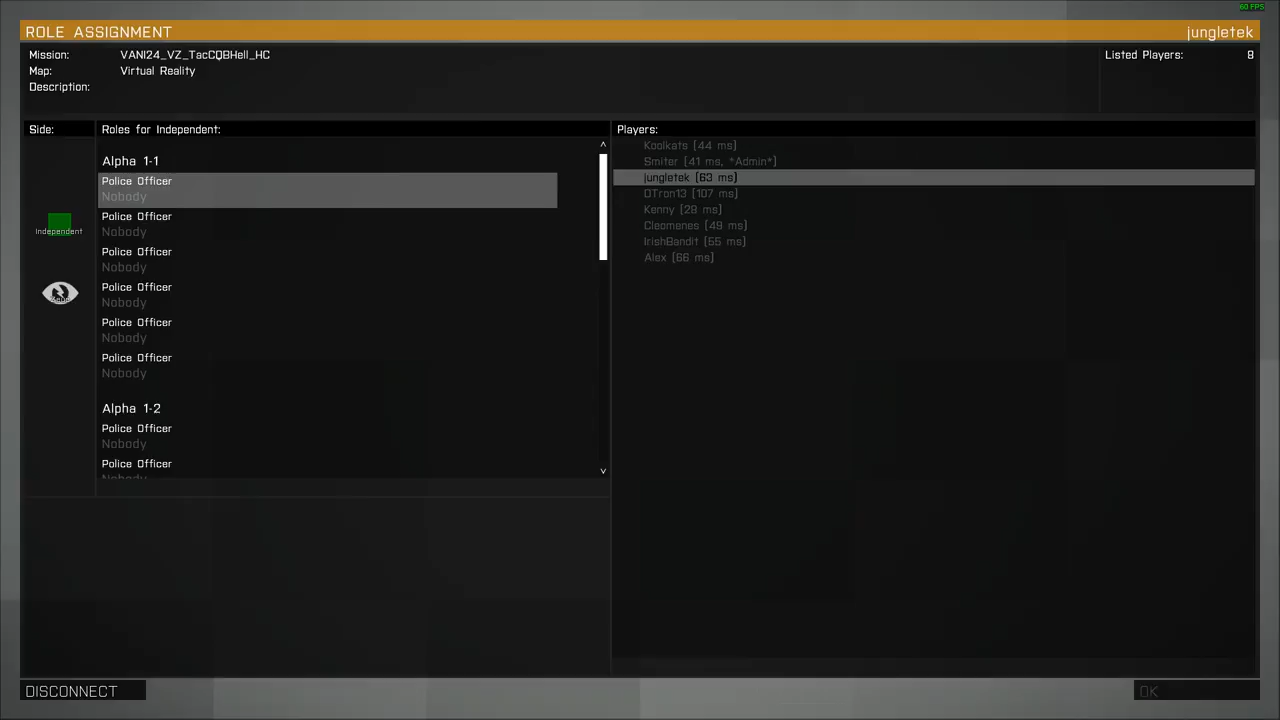 60 FPS
ROLE ASSIGNMENT
jungletek
Mission: VANI24_VZ_TacCQBHell_HC
Listed Players: 8
Map: Virtual Reality
Description:
Side:
Roles for Independent:
Players:
Alpha 1-1
Police Officer
Nobody
Police Officer
Nobody
Police Officer
Nobody
Police Officer
Nobody
Police Officer
Nobody
Police Officer
Nobody
Alpha 1-2
Police Officer
Nobody
Police Officer
Nobody
Independent
Koolkats (44 ms)
Smiter (41 ms, *Admin*)
jungletek (63 ms)
DTron13 (107 ms)
Kenny (28 ms)
Cleomenes (49 ms)
IrishBandit (55 ms)
Alex (66 ms)
DISCONNECT
OK